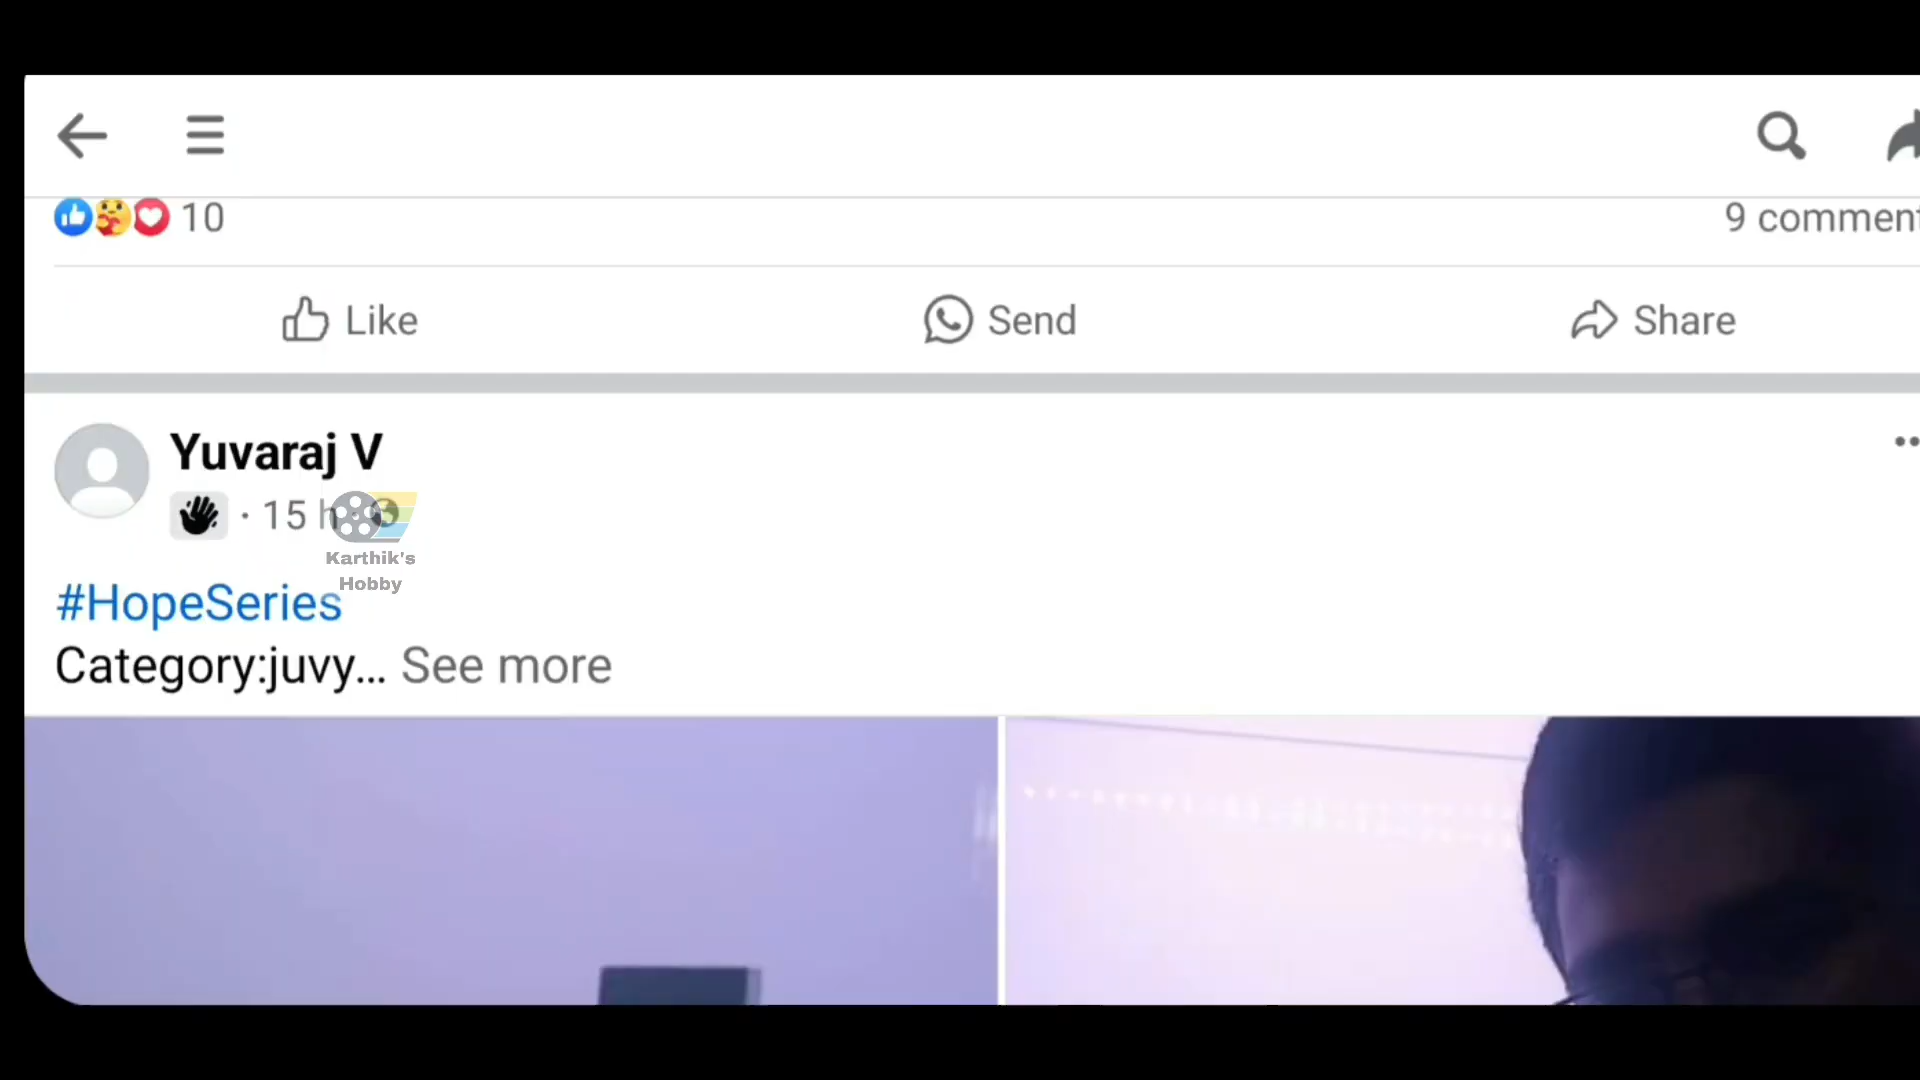 10
9 comment
Like
Send
Share
Yuvaraj V
· 15 h
Karthik's
Hobby
#HopeSeries
Category:juvy... See more